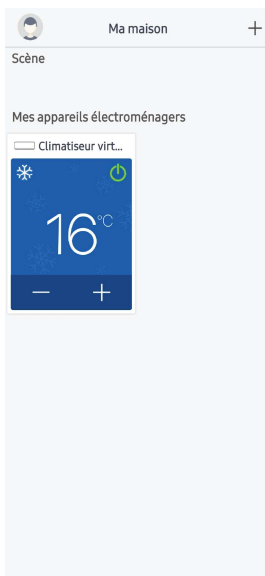 Ma maison
Scène
Mes appareils électroménagers
Climatiseur virt...
16°C